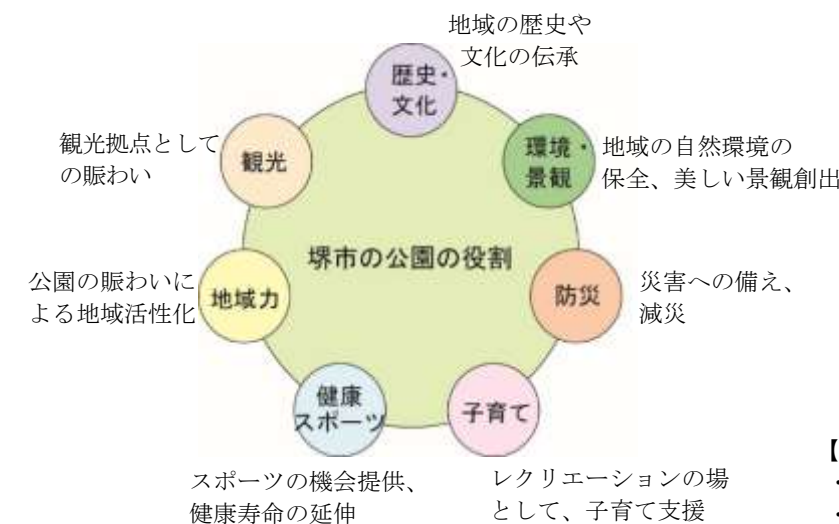 地域の歴史や
文化の伝承
歴史・
文化
観光拠点として
の賑わい
観光
環境・
景観
地域の自然環境の
保全、美しい景観創出
堺市の公園の役割
公園の賑わいに
よる地域活性化
地域力
防災
災害への備え、
減災
健康
スポーツ
子育て
スポーツの機会提供、
健康寿命の延伸
レクリエーションの場
として、子育て支援
【
・
・